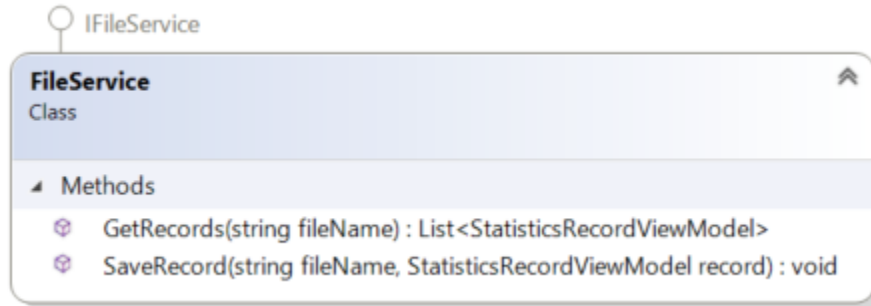 IFileService
FileService
Class
Methods
GetRecords(string fileName) : List<StatisticsRecordViewModel>
SaveRecord(string fileName, StatisticsRecordViewModel record) : void